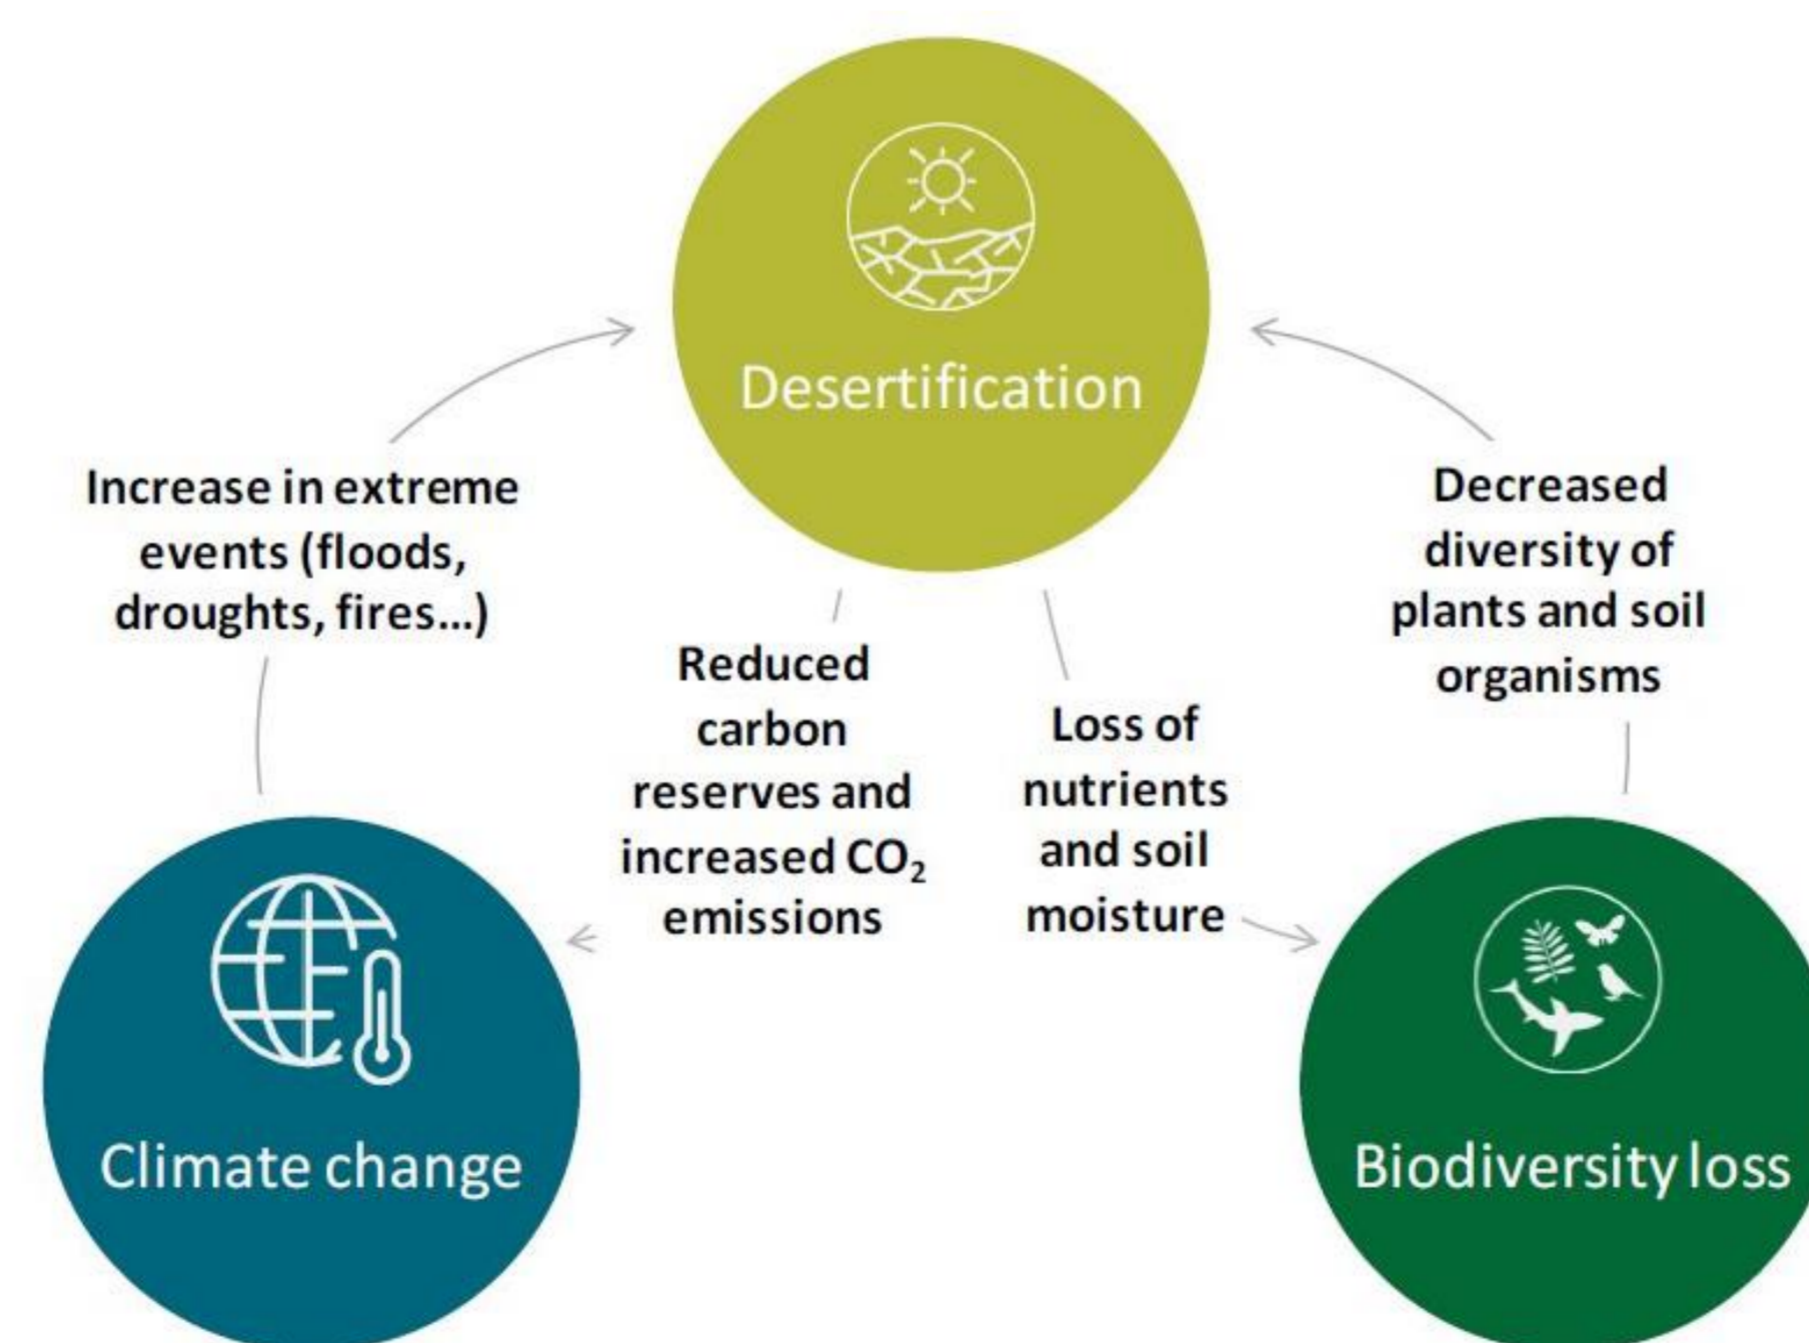 Desertification
Increase in extreme
events (floods,
droughts, fires...)
Reduced
carbon
reserves and
increased CO₂
emissions
Loss of
nutrients
and soil
moisture
Decreased
diversity of
plants and soil
organisms
Climate change
Biodiversity loss